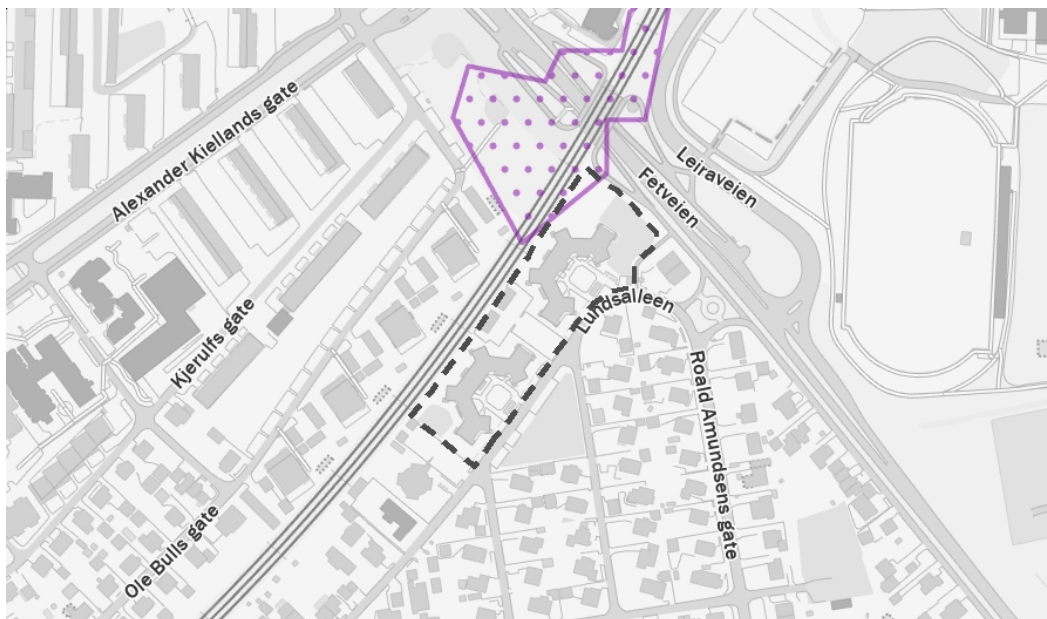 Alexander Kiellands gate
Leiraveien
Fetveien
Lundsalleen
Kjerulfs gate
Roald Amundsens gate
Ole Bulls gate